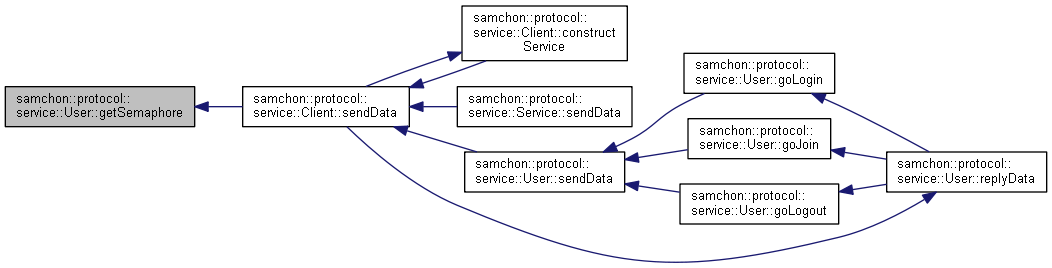 samchon::protocol::
service::User::getSemaphore
samchon::protocol::
service::Client::sendData
samchon::protocol::
service::Client::construct
Service
samchon::protocol::
service::Service::sendData
samchon::protocol::
service::User::sendData
samchon::protocol::
service::User::goLogin
samchon::protocol::
service::User::goJoin
samchon::protocol::
service::User::goLogout
samchon::protocol::
service::User::replyData